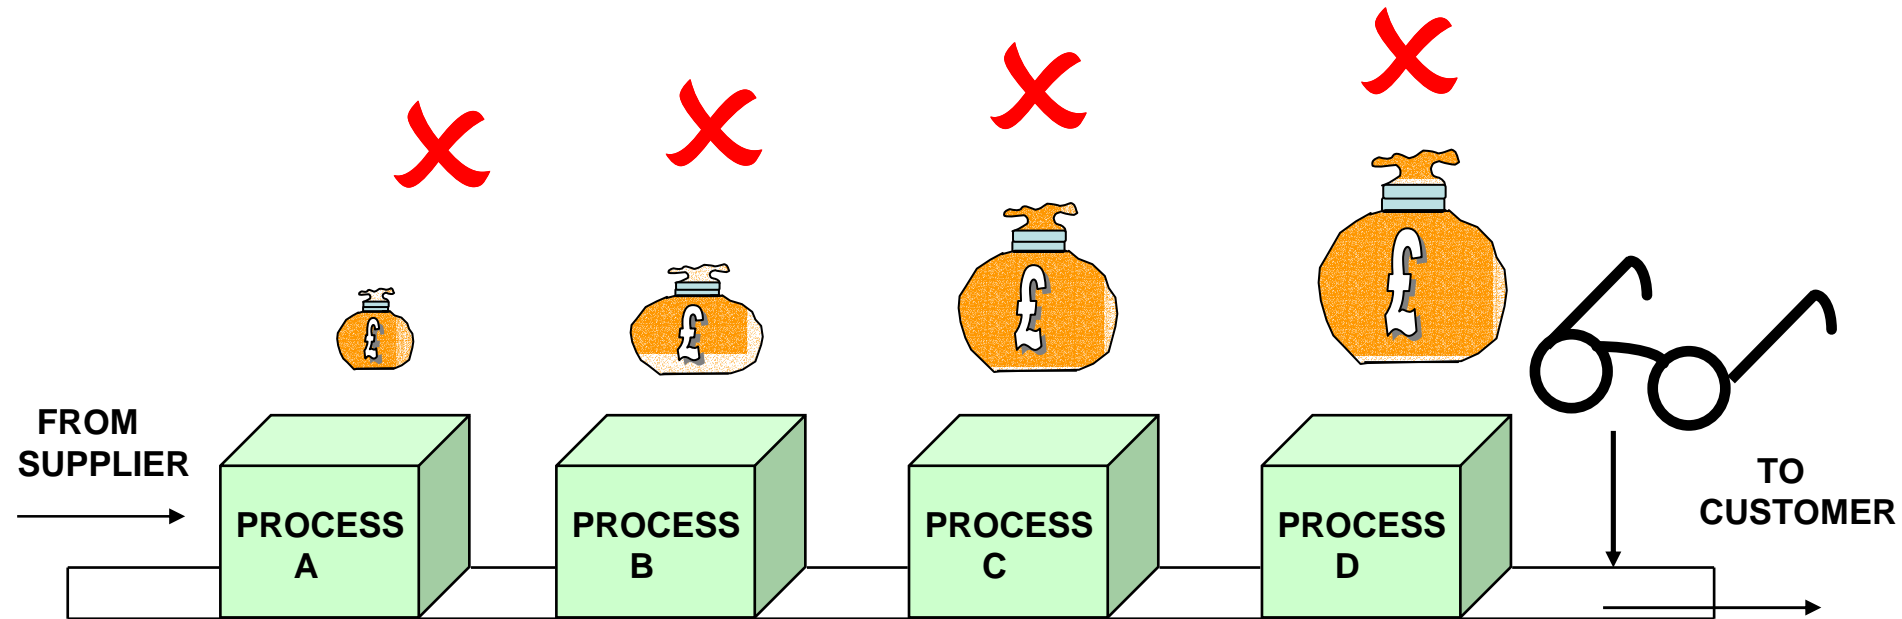 £
£
£
£
FROM
SUPPLIER
PROCESS
A
PROCESS
B
PROCESS
C
PROCESS
D
TO
CUSTOMER